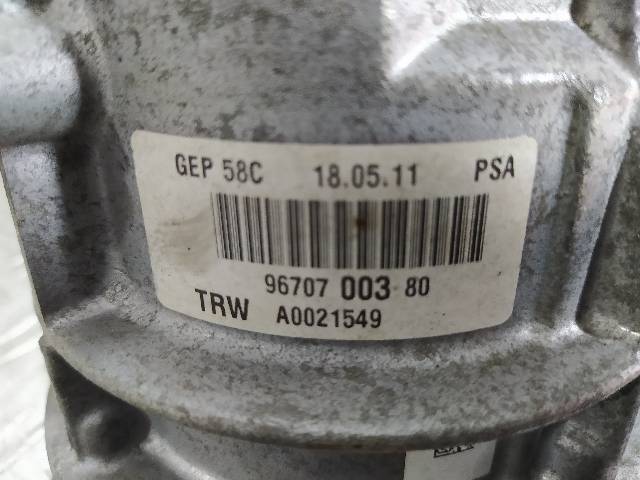 GEP 58C 18.05.11 PSA
96707 003 80
TRW A0021549